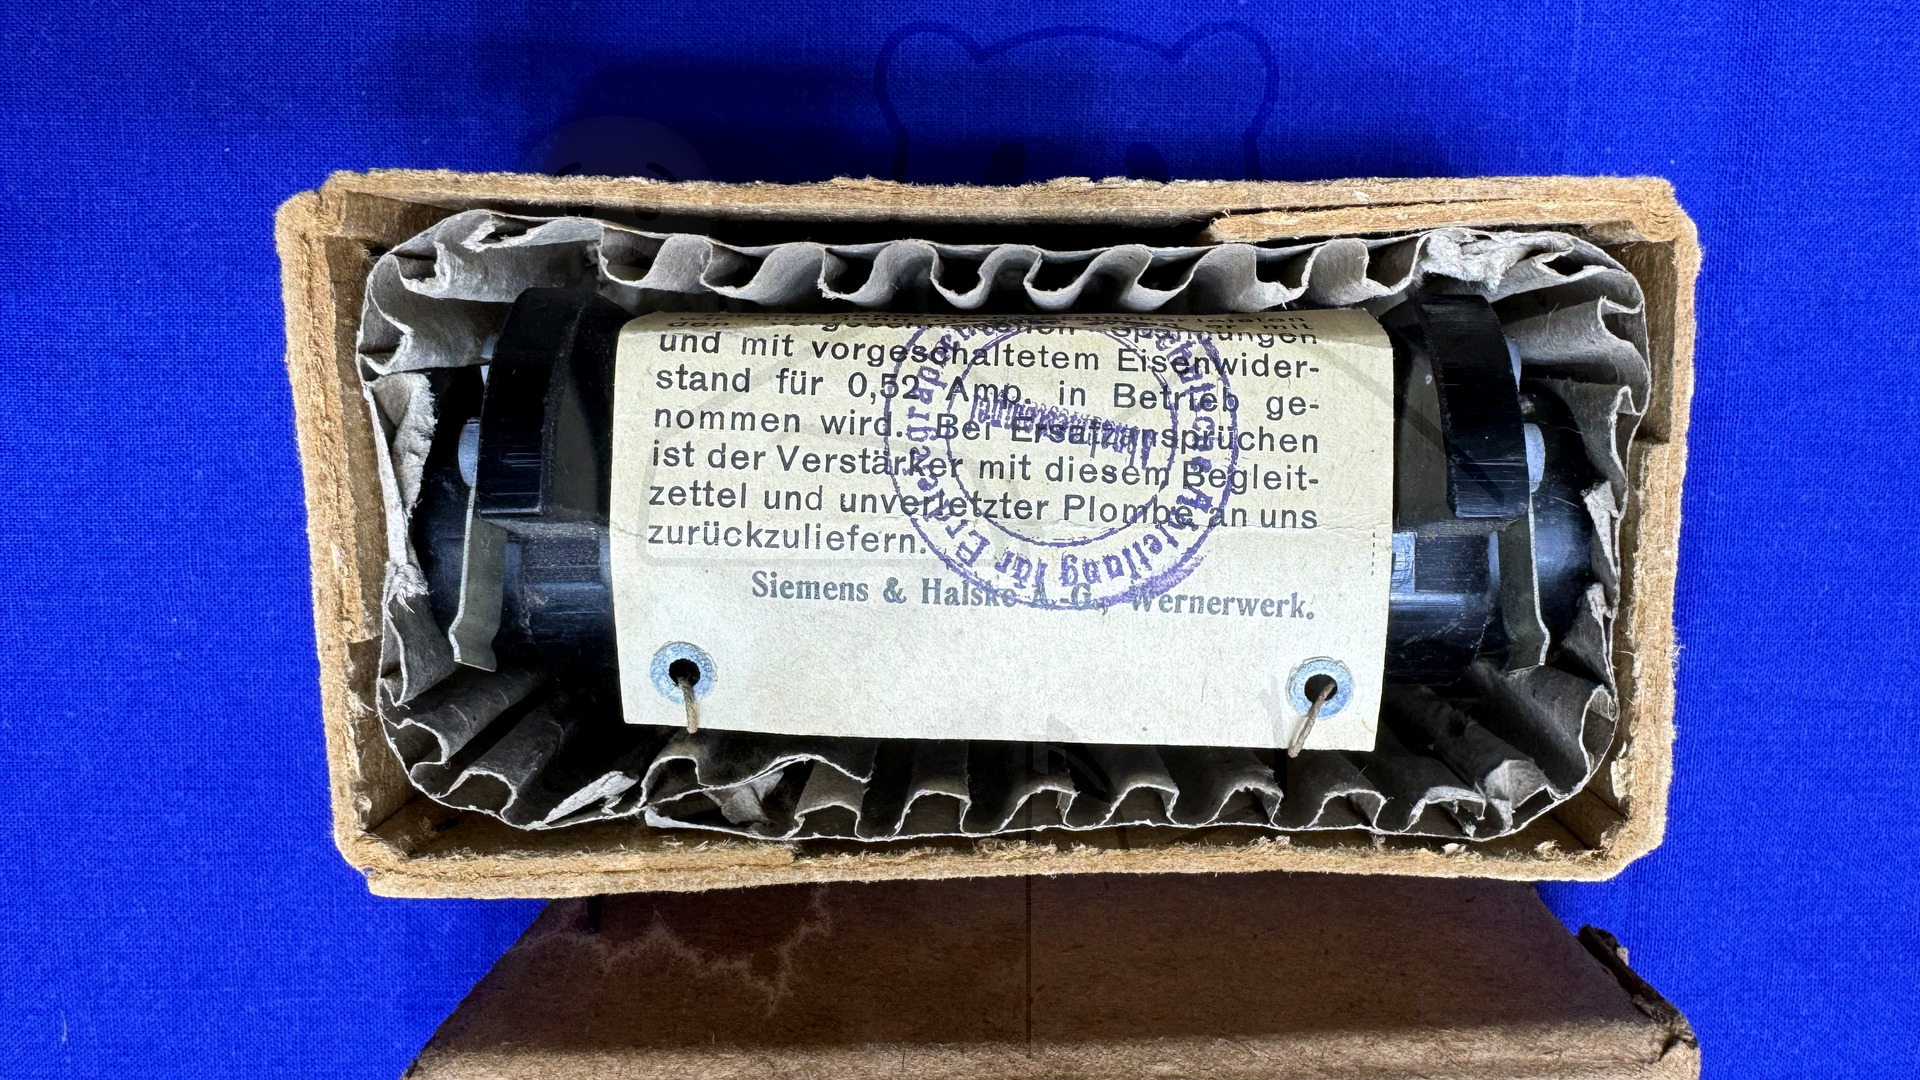 und mit vorgeschaltetem Eisenwider-
stand für 0,52 Amp. in Betrieb ge-
nommen wird. Bei Ersatzansprüchen
ist der Verstärker mit diesem Begleit-
zettel und unverletzter Plombe an uns
zurückzuliefern.
Siemens & Halske A.-G., Wernerwerk.